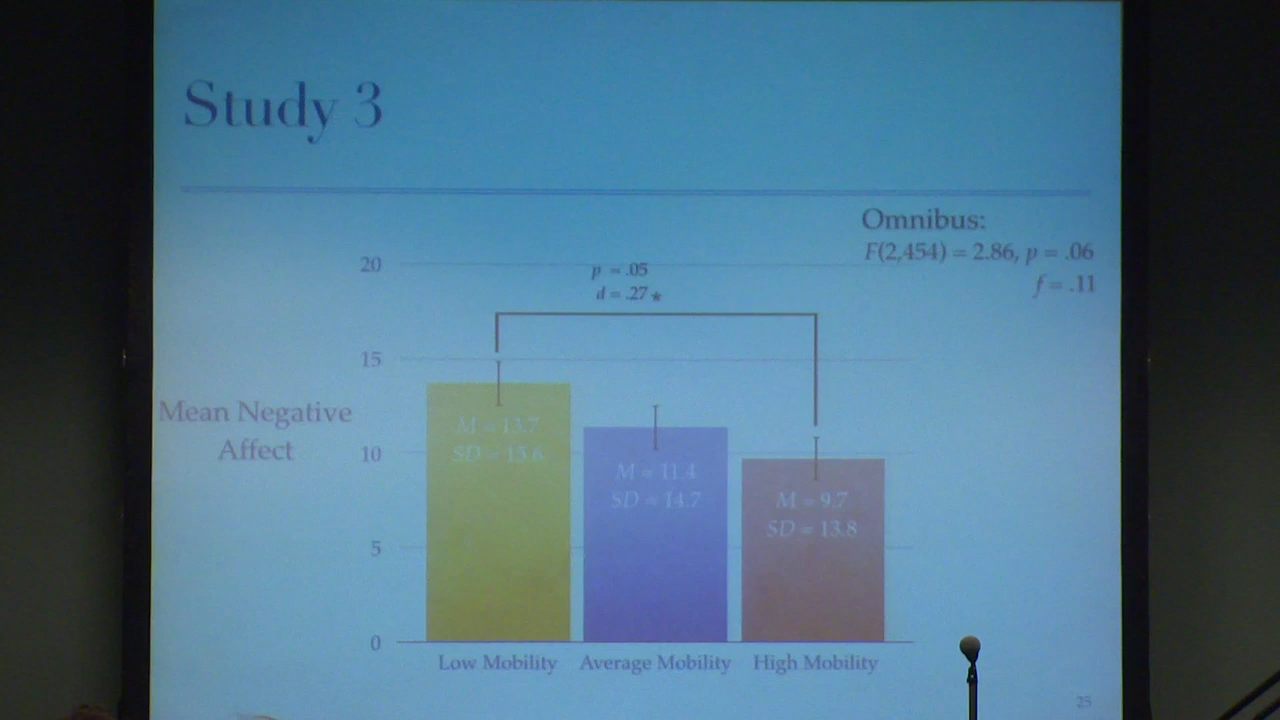 Study 3
Omnibus:
F(2,454) = 2.86, p = .06
f = .11
20
p = .05
d = .27 *
15
Mean Negative
Affect
10
5
0
M = 13.7
SD = 13.6
M = 11.4
SD = 14.7
M = 9.7
SD = 13.8
Low Mobility
Average Mobility
High Mobility
25